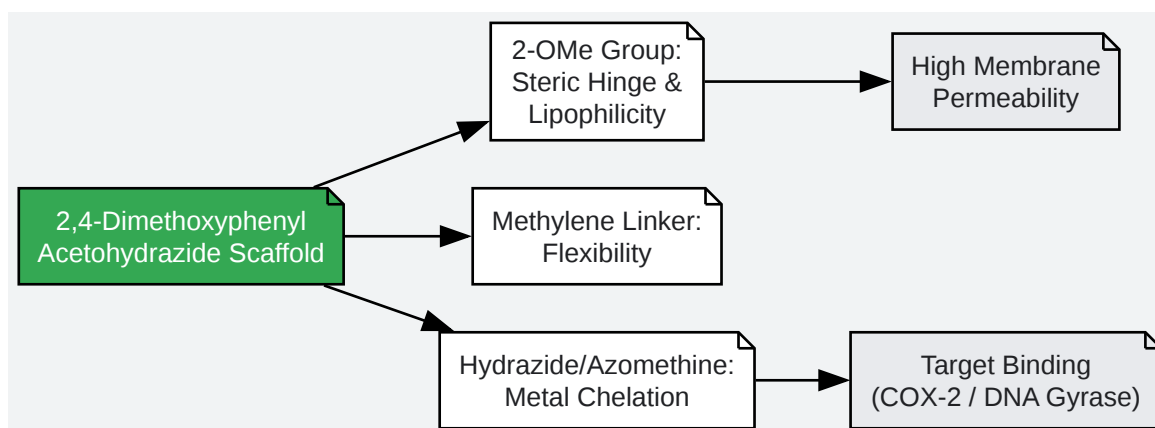 2-OMe Group:
Steric Hinge &
Lipophilicity
High Membrane
Permeability
2,4-Dimethoxyphenyl
Acetohydrazide Scaffold
Methylene Linker:
Flexibility
Hydrazide/Azomethine:
Metal Chelation
Target Binding
(COX-2 / DNA Gyrase)